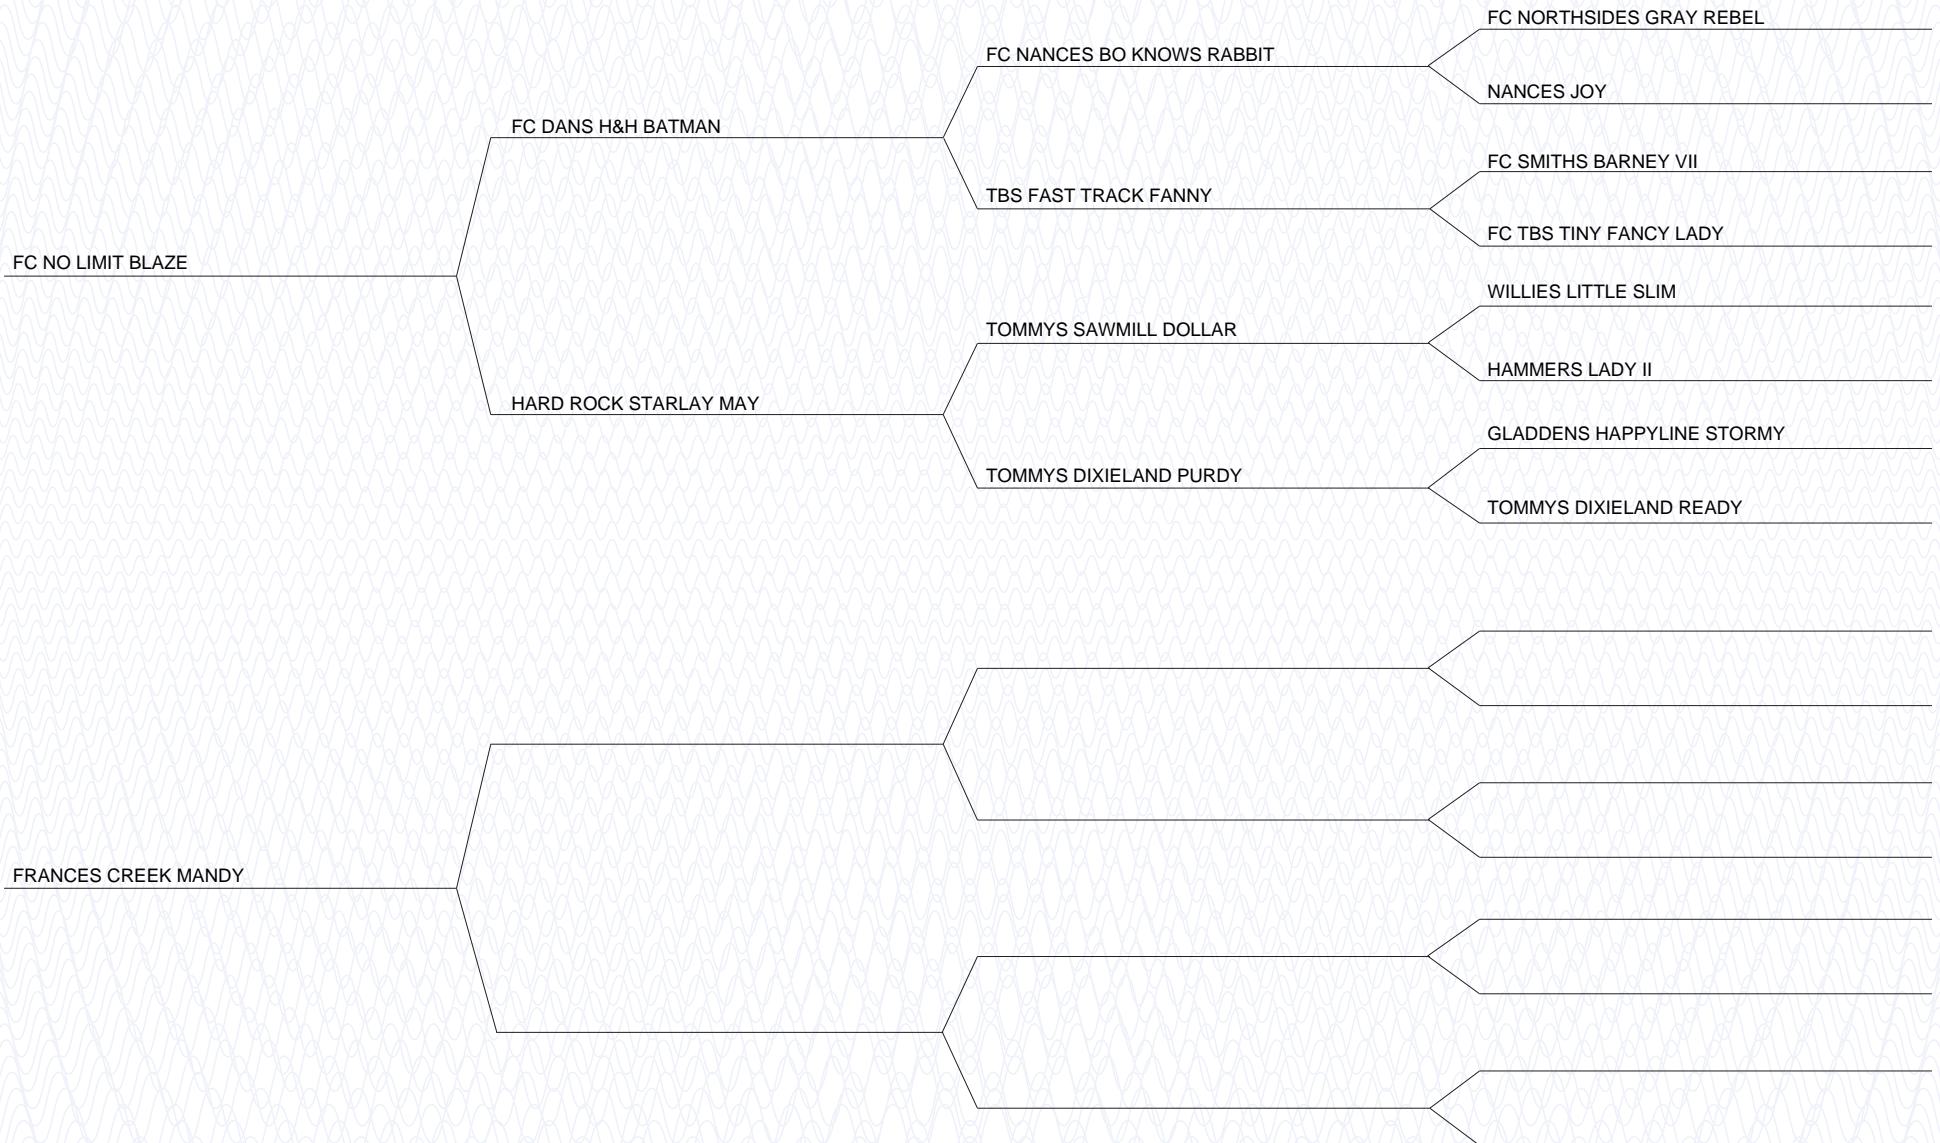 FC NORTHSIDES GRAY REBEL
FC NANCES BO KNOWS RABBIT
NANCES JOY
FC DANS H&H BATMAN
FC SMITHS BARNEY VII
TBS FAST TRACK FANNY
FC TBS TINY FANCY LADY
FC NO LIMIT BLAZE
WILLIES LITTLE SLIM
TOMMYS SAWMILL DOLLAR
HAMMERS LADY II
HARD ROCK STARLAY MAY
GLADDENS HAPPYLINE STORMY
TOMMYS DIXIELAND PURDY
TOMMYS DIXIELAND READY
FRANCES CREEK MANDY